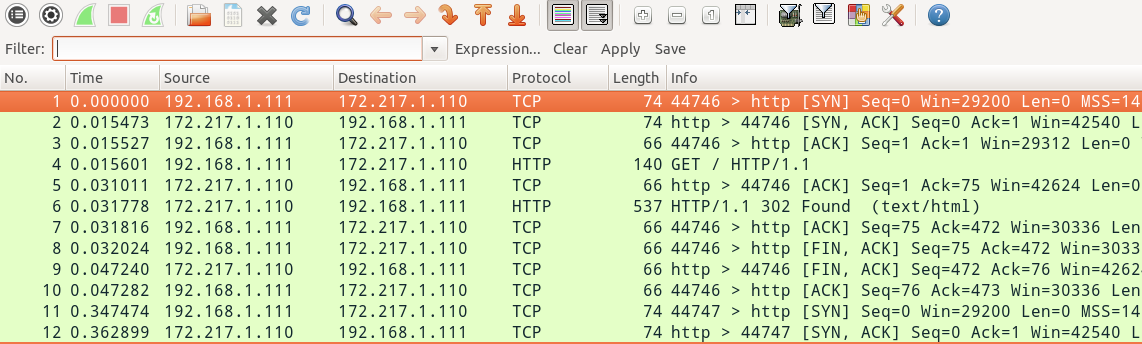 Filter: Expression... Clear Apply Save
No. Time Source Destination Protocol Length Info
1 0.000000 192.168.1.111 172.217.1.110 TCP 74 44746 > http [SYN] Seq=0 Win=29200 Len=0 MSS=14
2 0.015473 172.217.1.110 192.168.1.111 TCP 74 http > 44746 [SYN, ACK] Seq=0 Ack=1 Win=42540 L
3 0.015527 192.168.1.111 172.217.1.110 TCP 66 44746 > http [ACK] Seq=1 Ack=1 Win=29312 Len=0
4 0.015601 192.168.1.111 172.217.1.110 HTTP 140 GET / HTTP/1.1
5 0.031011 172.217.1.110 192.168.1.111 TCP 66 http > 44746 [ACK] Seq=1 Ack=75 Win=42624 Len=0
6 0.031778 172.217.1.110 192.168.1.111 HTTP 537 HTTP/1.1 302 Found (text/html)
7 0.031816 192.168.1.111 172.217.1.110 TCP 66 44746 > http [ACK] Seq=75 Ack=472 Win=30336 Len
8 0.032024 192.168.1.111 172.217.1.110 TCP 66 44746 > http [FIN, ACK] Seq=75 Ack=472 Win=3033
9 0.047240 172.217.1.110 192.168.1.111 TCP 66 http > 44746 [FIN, ACK] Seq=472 Ack=76 Win=4262
10 0.047282 192.168.1.111 172.217.1.110 TCP 66 44746 > http [ACK] Seq=76 Ack=473 Win=30336 Len
11 0.347474 192.168.1.111 172.217.1.110 TCP 74 44747 > http [SYN] Seq=0 Win=29200 Len=0 MSS=14
12 0.362899 172.217.1.110 192.168.1.111 TCP 74 http > 44747 [SYN, ACK] Seq=0 Ack=1 Win=42540 L